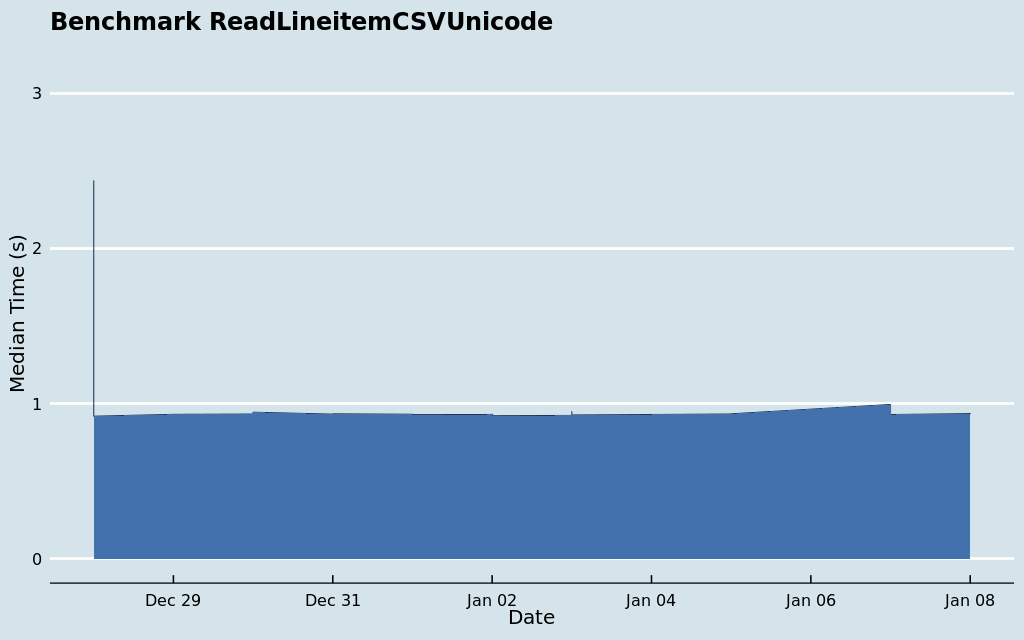 Benchmark ReadLineitemCSVUnicode
Median Time (s)
3
2
1
0
Dec 29
Dec 31
Jan 02
Jan 04
Jan 06
Jan 08
Date